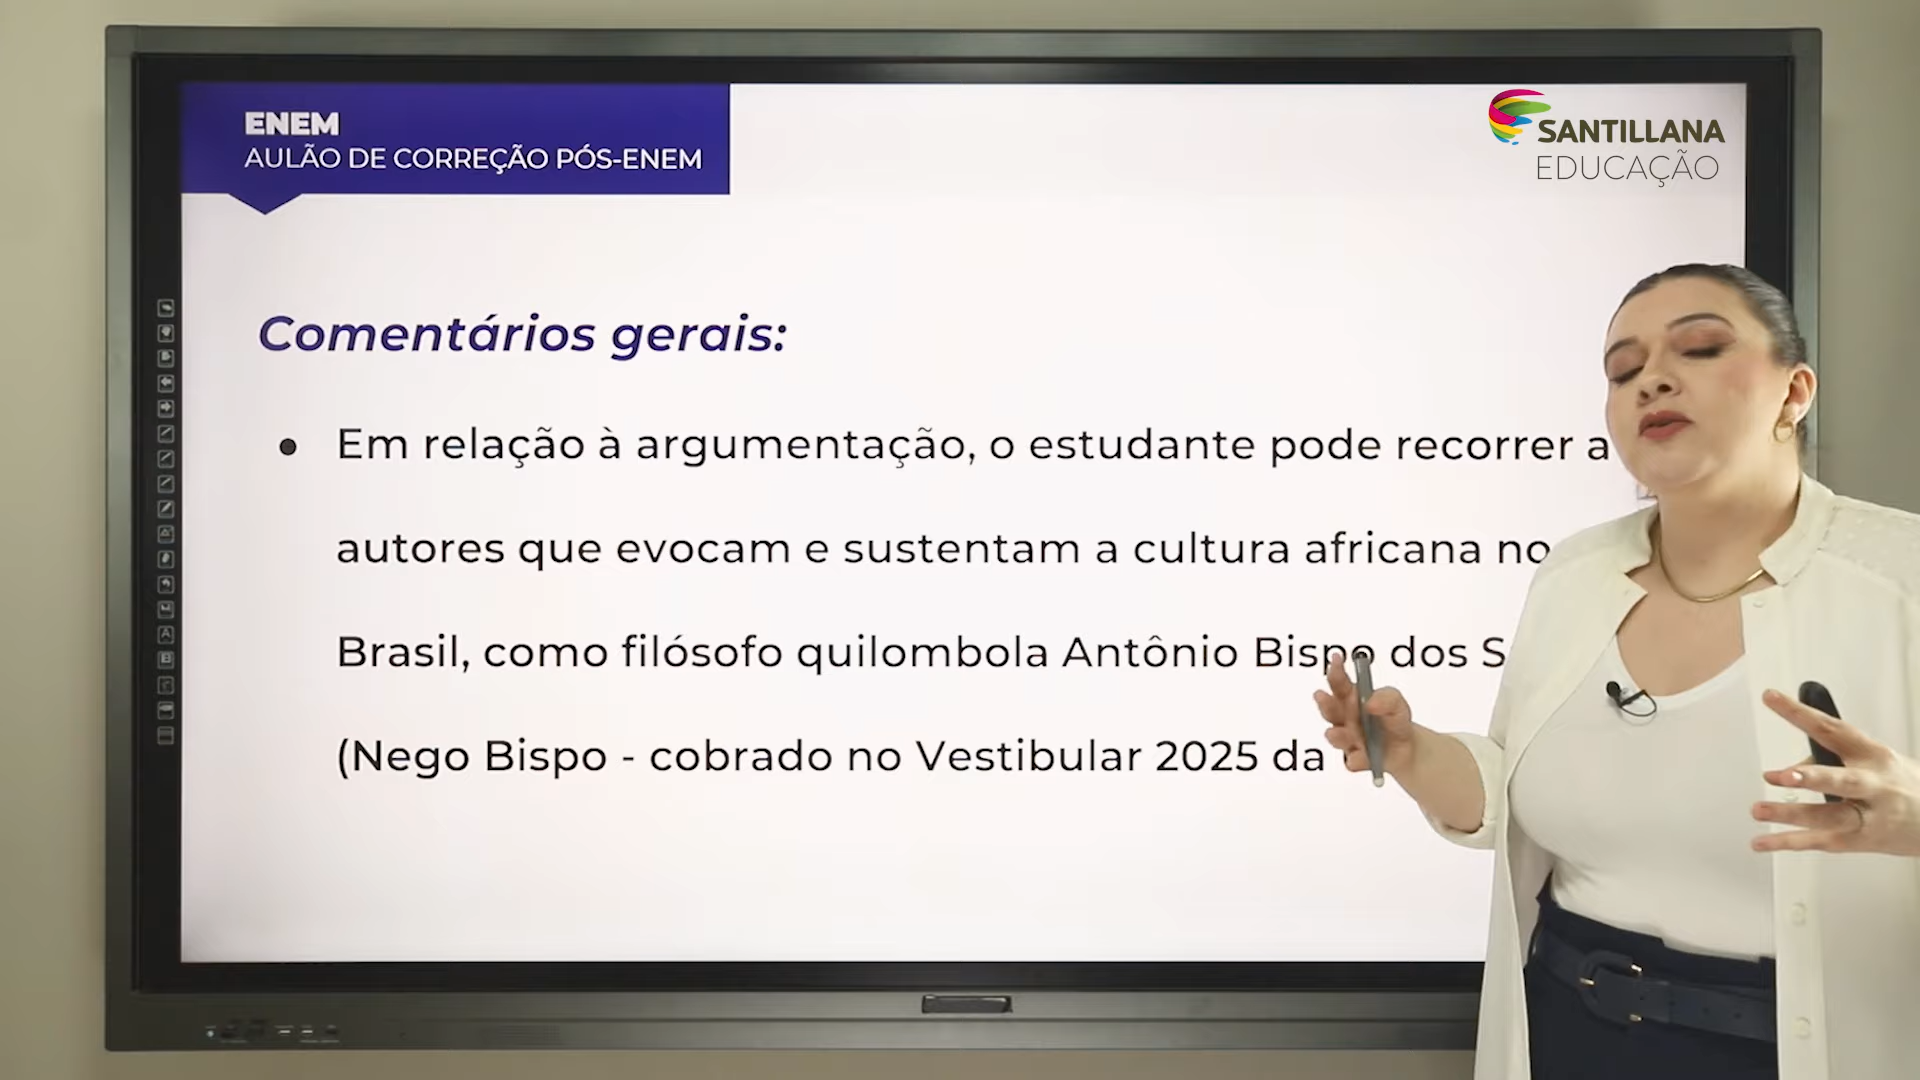 ENEM
AULÃO DE CORREÇÃO PÓS-ENEM
SANTILLANA
EDUCAÇÃO
Comentários gerais:
• Em relação à argumentação, o estudante pode recorrer a
autores que evocam e sustentam a cultura africana no
Brasil, como filósofo quilombola Antônio Bispo dos
(Nego Bispo - cobrado no Vestibular 2025 da